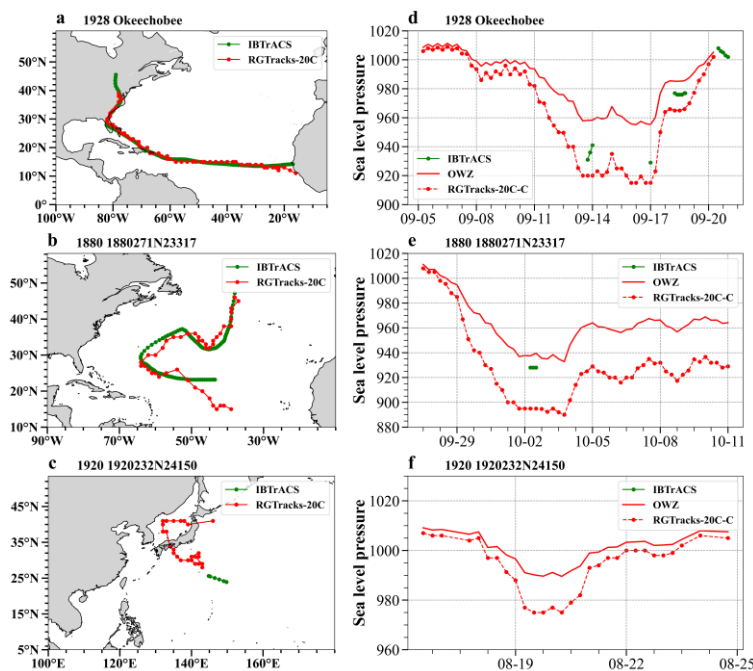 a 1928 Okeechobee
IBTrACS
RGTracks-20C
50°N
40°N
30°N
20°N
10°N
0°
100°W 80°W 60°W 40°W 20°W
d 1928 Okeechobee
Sea level pressure
1000
980
960
940
920
900
IBTrACS
OWZ
RGTracks-20C-C
09-05 09-08 09-11 09-14 09-17 09-20
b 1880 1880271N23317
IBTrACS
RGTracks-20C
50°N
40°N
30°N
20°N
10°N
90°W 70°W 50°W 30°W
e 1880 1880271N23317
Sea level pressure
1020
1000
980
960
940
920
900
880
IBTrACS
OWZ
RGTracks-20C-C
09-29 10-02 10-05 10-08 10-11
c 1920 1920232N24150
IBTrACS
RGTracks-20C
45°N
35°N
25°N
15°N
5°N
100°E 120°E 140°E 160°E 180°
f 1920 1920232N24150
Sea level pressure
1040
1020
1000
980
960
IBTrACS
OWZ
RGTracks-20C-C
08-19 08-22 08-25